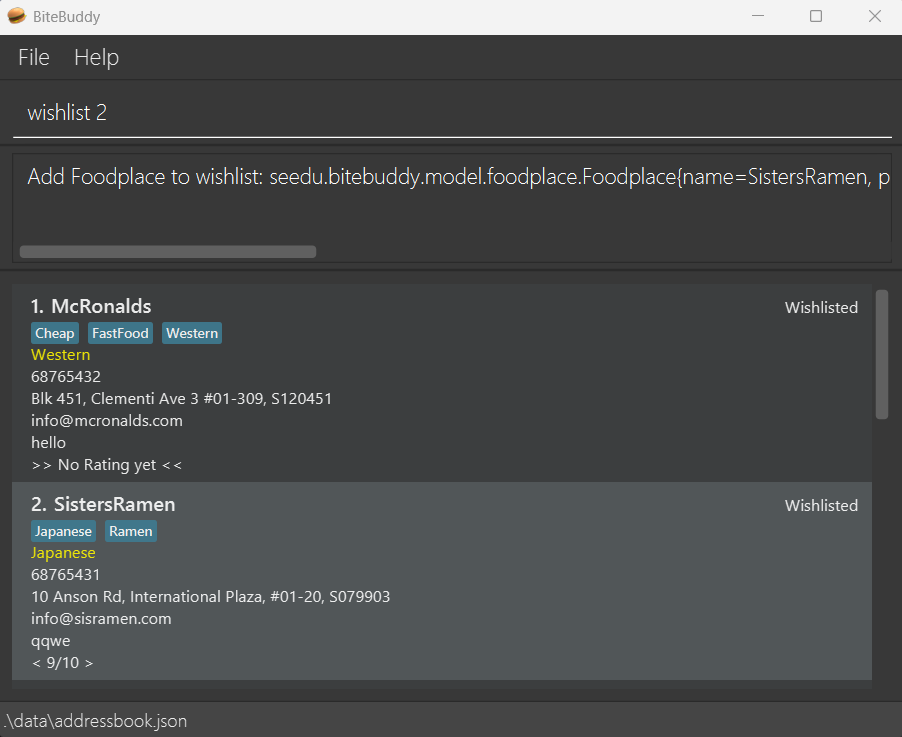 BiteBuddy
File Help
wishlist 2
Add Foodplace to wishlist: seedu.bitebuddy.model.foodplace.Foodplace{name=SistersRamen, p
1. McRonalds Wishlisted
Cheap FastFood Western
Western
68765432
Blk 451, Clementi Ave 3 #01-309, S120451
info@mcronalds.com
hello
>> No Rating yet <<
2. SistersRamen Wishlisted
Japanese Ramen
Japanese
68765431
10 Anson Rd, International Plaza, #01-20, S079903
info@sisramen.com
qqwe
< 9/10 >
.\data\addressbook.json